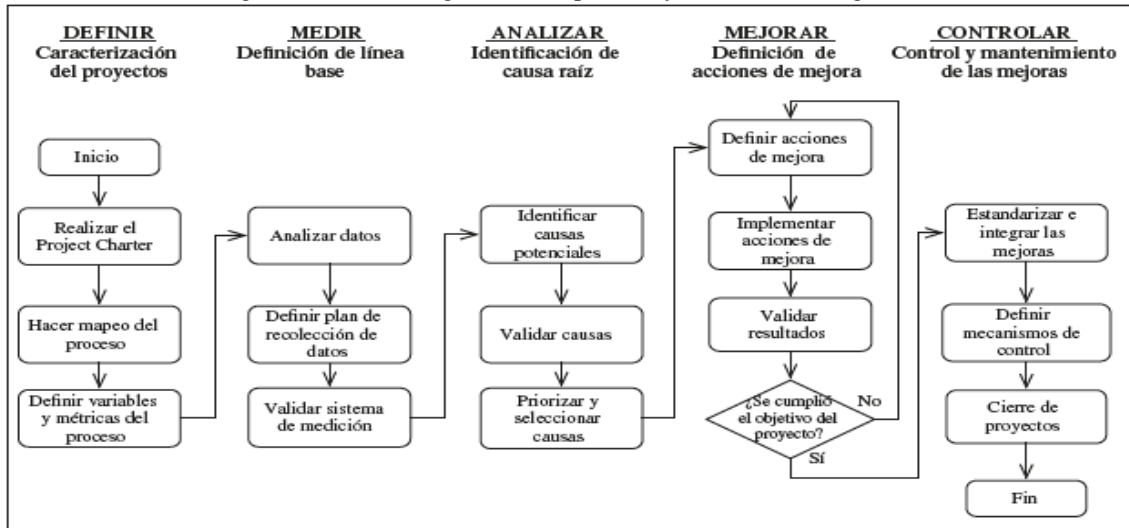 DEFINIR
Caracterización
del proyectos
MEDIR
Definición de línea
base
ANALIZAR
Identificación de
causa raíz
MEJORAR
Definición de
acciones de mejora
CONTROLAR
Control y mantenimiento
de las mejoras
Inicio
Realizar el
Project Charter
Hacer mapeo del
proceso
Definir variables
y métricas del
proceso
Analizar datos
Definir plan de
recolección de
datos
Validar sistema
de medición
Identificar
causas
potenciales
Validar causas
Priorizar y
seleccionar
causas
Definir acciones
de mejora
Implementar
acciones de
mejora
Validar
resultados
¿Se cumplió
el objetivo del
proyecto?
No
Sí
Estandarizar e
integrar las
mejoras
Definir
mecanismos de
control
Cierre de
proyectos
Fin